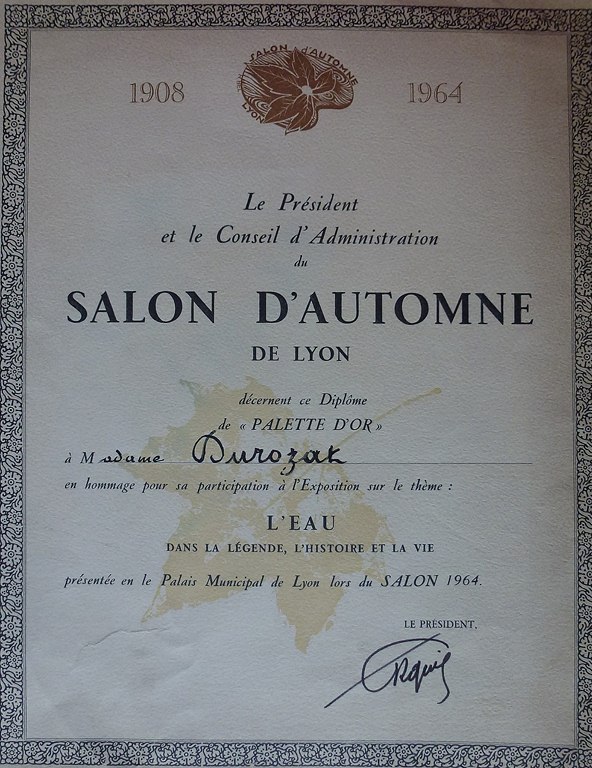 SALON D'AUTOMNE
LYON
1908 1964
Le Président
et le Conseil d'Administration
du
SALON D'AUTOMNE
DE LYON
décernent ce Diplôme
de « PALETTE D'OR »
à Madame Durozak
en hommage pour sa participation à l'Exposition sur le thème :
L'EAU
DANS LA LÉGENDE, L'HISTOIRE ET LA VIE
présentée en le Palais Municipal de Lyon lors du SALON 1964.
LE PRÉSIDENT,